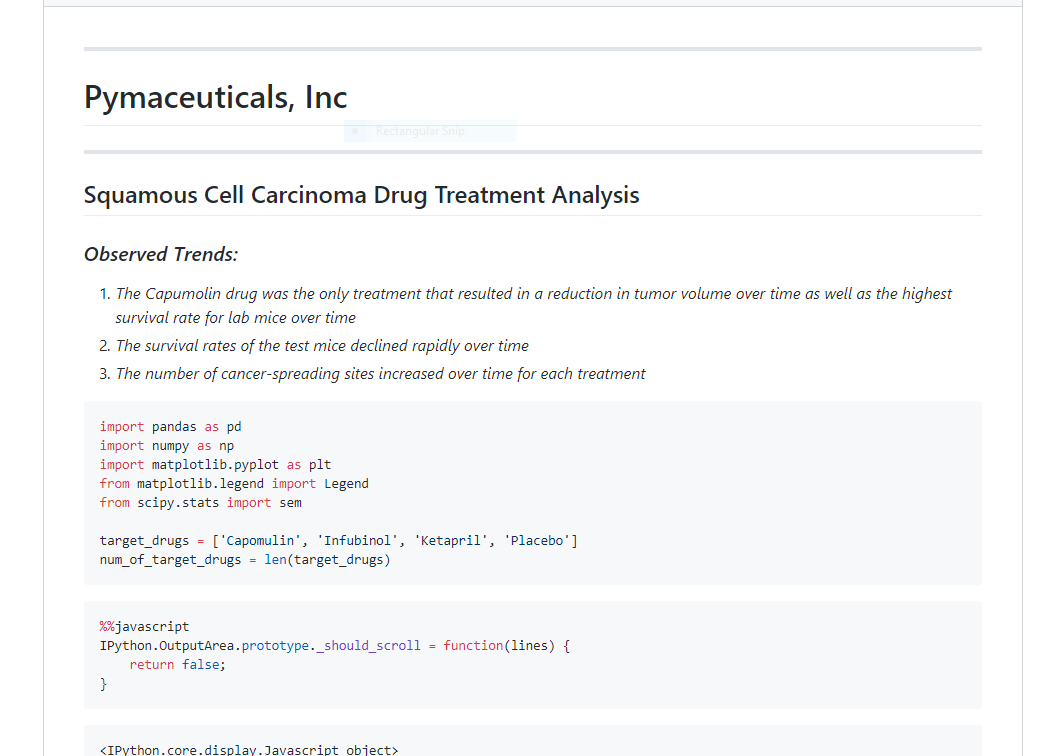 Pymaceuticals, Inc
Rectangular Snip
Squamous Cell Carcinoma Drug Treatment Analysis
Observed Trends:
1. The Capumolin drug was the only treatment that resulted in a reduction in tumor volume over time as well as the highest
survival rate for lab mice over time
2. The survival rates of the test mice declined rapidly over time
3. The number of cancer-spreading sites increased over time for each treatment
import pandas as pd
import numpy as np
import matplotlib.pyplot as plt
from matplotlib.legend import Legend
from scipy.stats import sem
target_drugs = ['Capomulin', 'Infubinol', 'Ketapril', 'Placebo']
num_of_target_drugs = len(target_drugs)
%%javascript
IPython.OutputArea.prototype._should_scroll = function(lines) {
    return false;
}
<IPython.core.display.Javascript object>